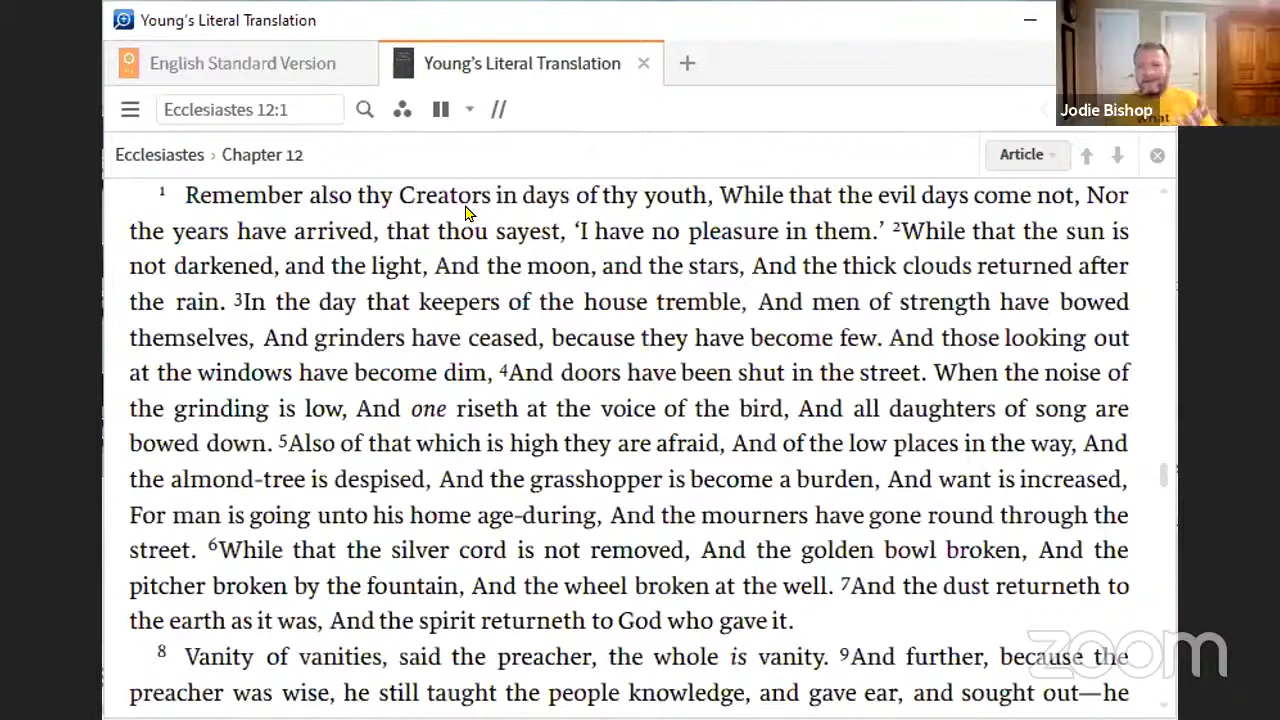 Young's Literal Translation
English Standard Version
Young's Literal Translation
Ecclesiastes 12:1
Jodie Bishop
What
Ecclesiastes › Chapter 12
Article
1 Remember also thy Creators in days of thy youth, While that the evil days come not, Nor
the years have arrived, that thou sayest, ‘I have no pleasure in them.’ 2While that the sun is
not darkened, and the light, And the moon, and the stars, And the thick clouds returned after
the rain. 3In the day that keepers of the house tremble, And men of strength have bowed
themselves, And grinders have ceased, because they have become few. And those looking out
at the windows have become dim, 4And doors have been shut in the street. When the noise of
the grinding is low, And one riseth at the voice of the bird, And all daughters of song are
bowed down. 5Also of that which is high they are afraid, And of the low places in the way, And
the almond-tree is despised, And the grasshopper is become a burden, And want is increased,
For man is going unto his home age-during, And the mourners have gone round through the
street. 6While that the silver cord is not removed, And the golden bowl broken, And the
pitcher broken by the fountain, And the wheel broken at the well. 7And the dust returneth to
the earth as it was, And the spirit returneth to God who gave it.
8 Vanity of vanities, said the preacher, the whole is vanity. 9And further, because the
preacher was wise, he still taught the people knowledge, and gave ear, and sought out—he
zoom